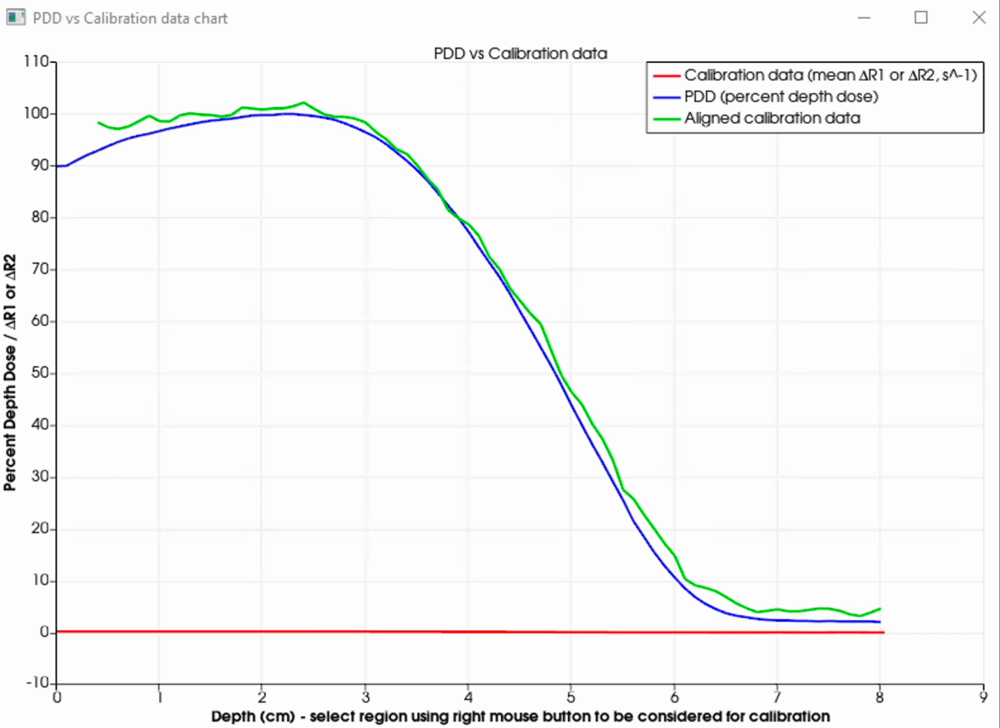 PDD vs Calibration data chart
PDD vs Calibration data
Calibration data (mean ΔR1 or ΔR2, s^-1)
PDD (percent depth dose)
Aligned calibration data
110
100
90
80
70
60
50
40
30
20
10
0
-10
Percent Depth Dose / ΔR1 or ΔR2
0 1 2 3 4 5 6 7 8 9
Depth (cm) - select region using right mouse button to be considered for calibration